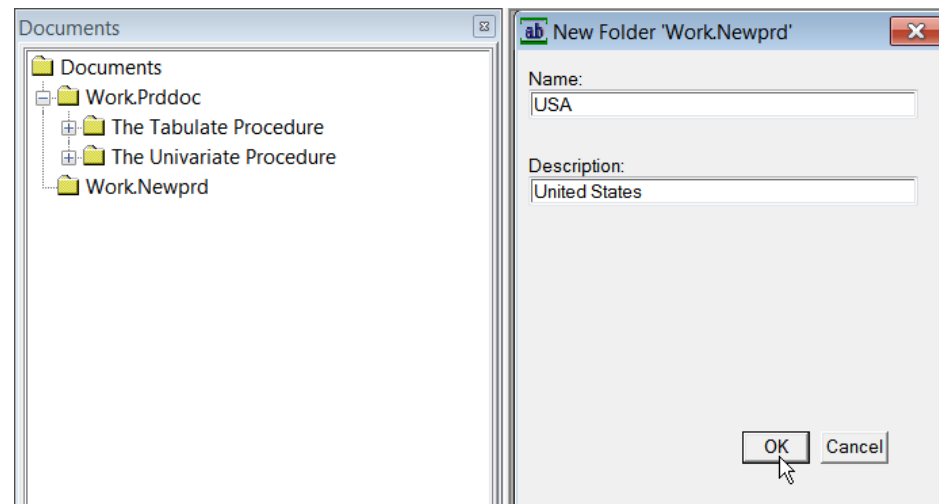 Documents
Documents
Work.Prddoc
The Tabulate Procedure
The Univariate Procedure
Work.Newprd
ab New Folder 'Work.Newprd'
Name:
USA
Description:
United States
OK Cancel